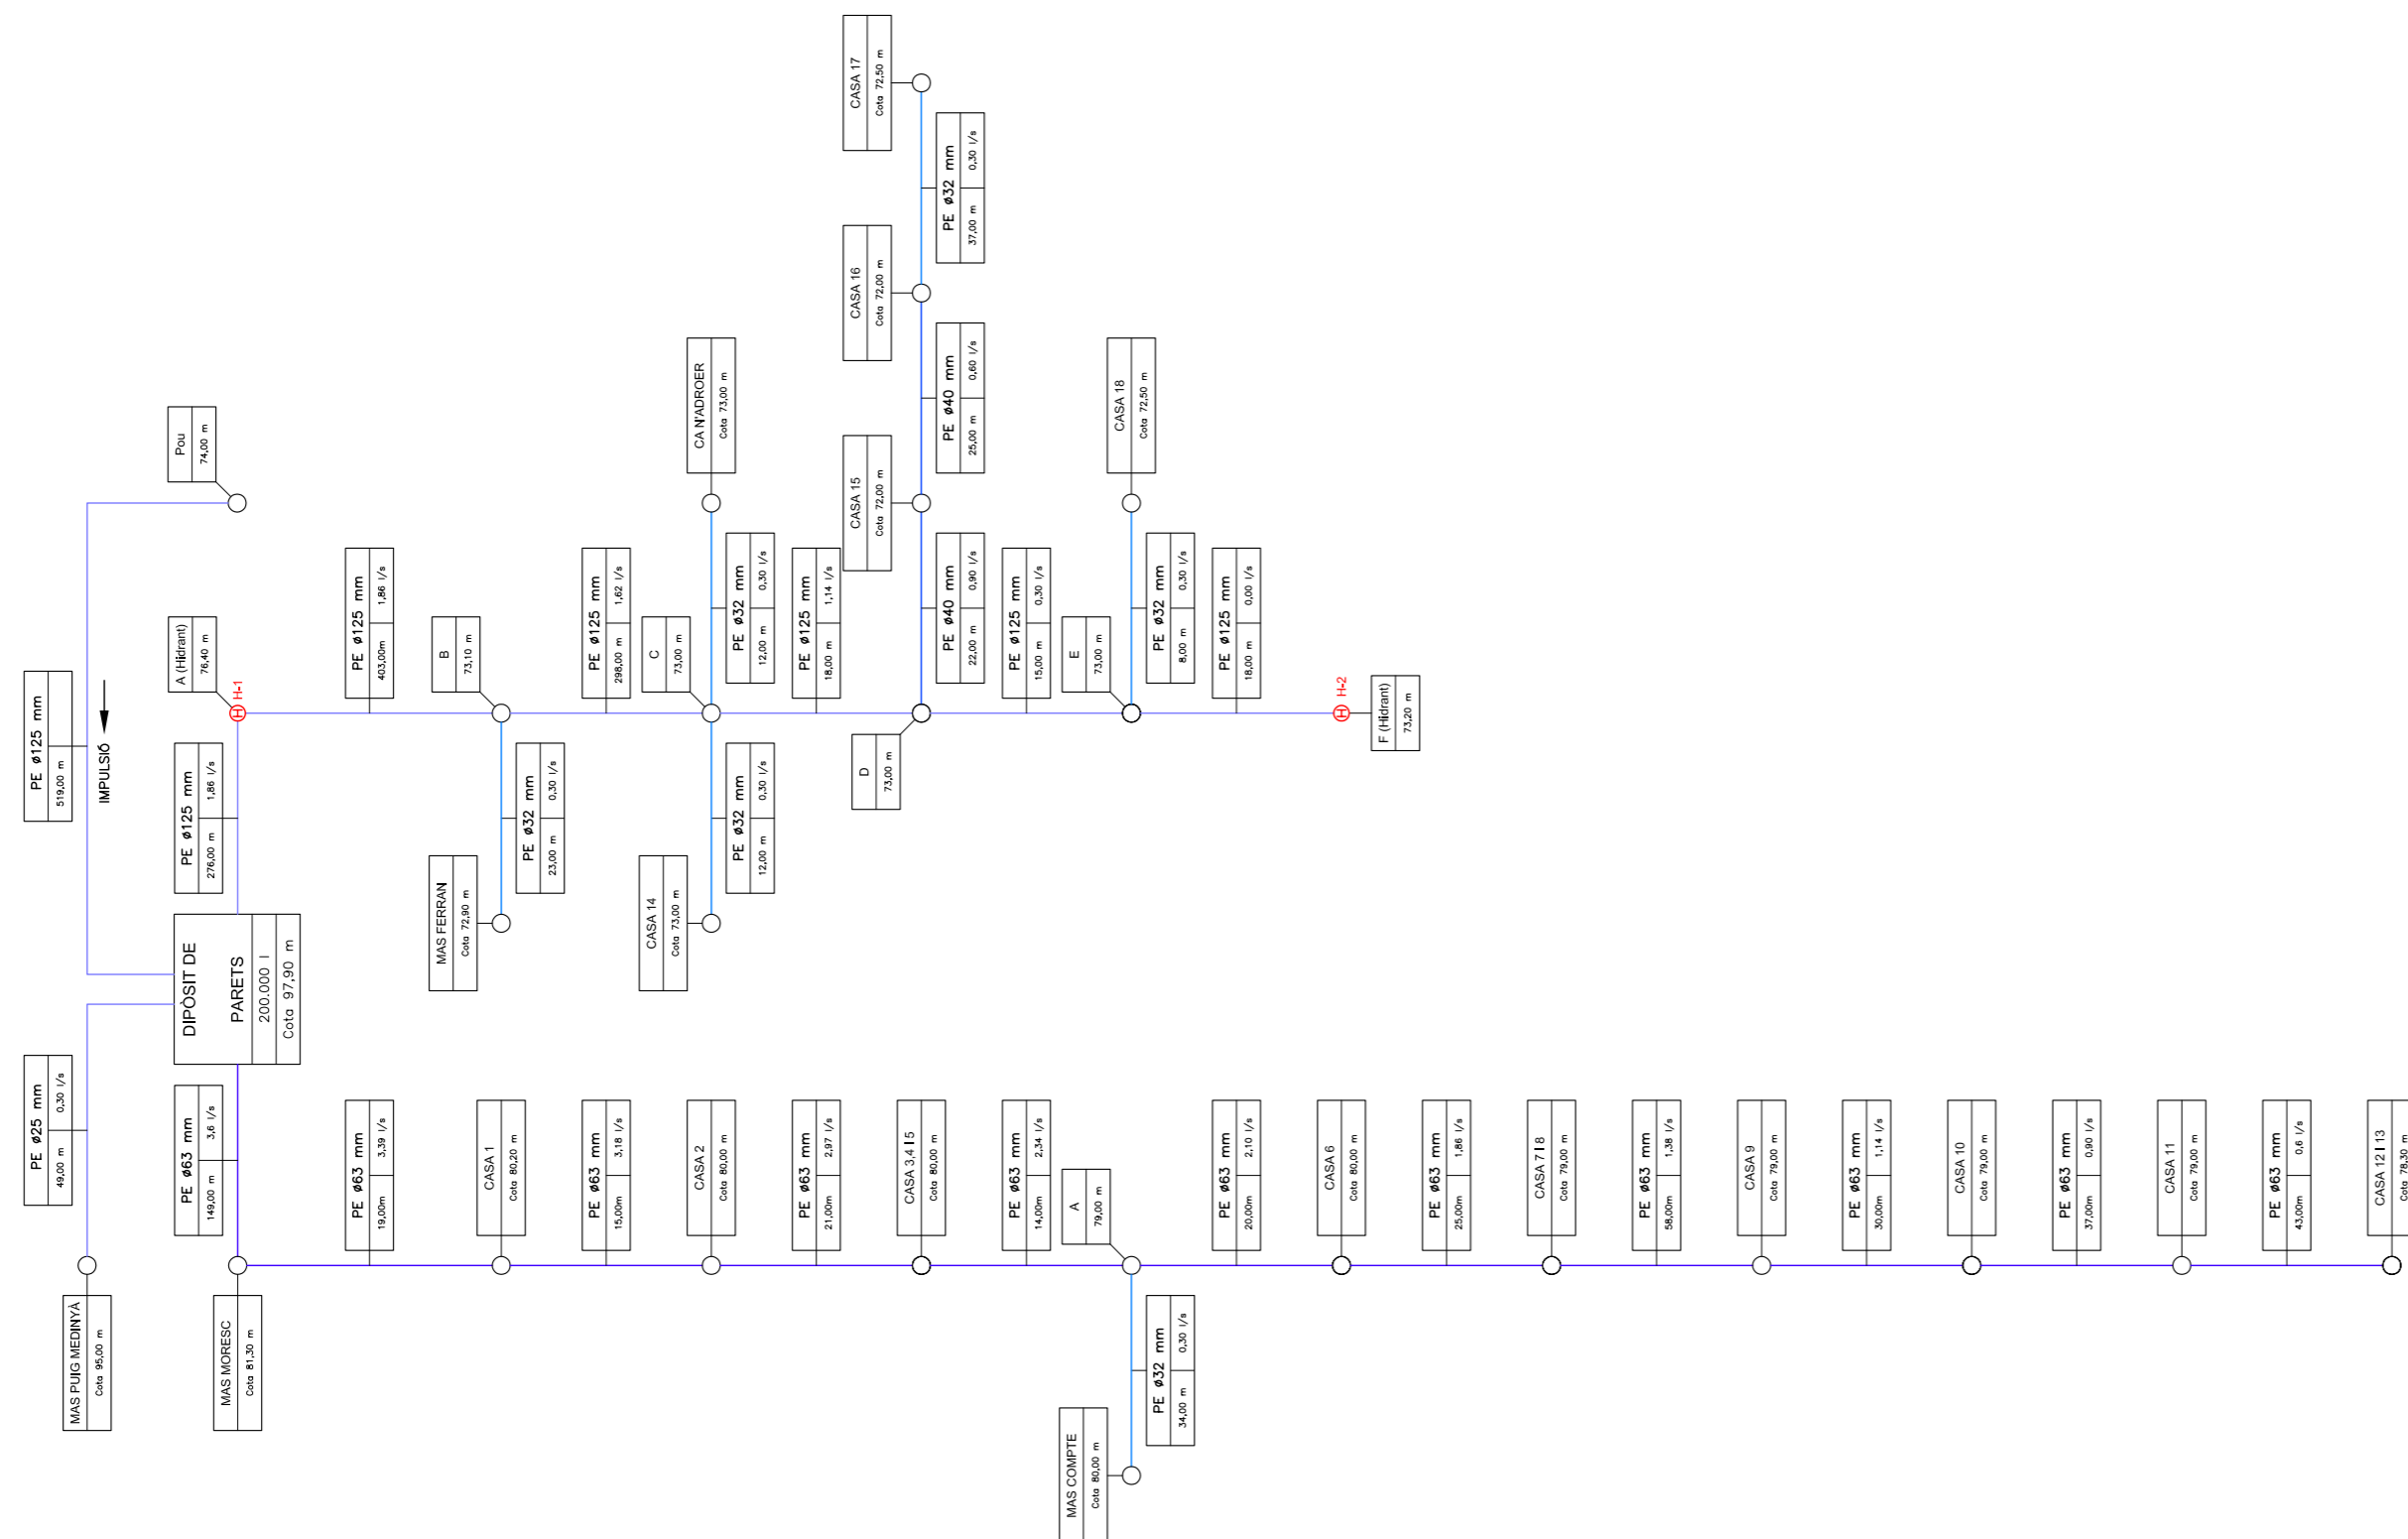 PE ø125 mm
519,00 m
IMPULSIÓ
Pou
74,00 m
A (Hidrant)
76,40 m
H
H-1
PE ø125 mm
276,00 m 1,86 l/s
DIPÒSIT DE
PARETS
200.000 l
Cota 97,90 m
PE ø25 mm
49,00 m 0,30 l/s
MAS PUIG MEDINYÀ
Cota 95,00 m
PE ø63 mm
149,00 m 3,6 l/s
MAS MORESC
Cota 81,30 m
PE ø125 mm
403,00m 1,86 l/s
B
73,10 m
PE ø32 mm
23,00 m 0,30 l/s
MAS FERRAN
Cota 72,90 m
PE ø125 mm
298,00 m 1,62 l/s
C
73,00 m
CA N'ADROER
Cota 73,00 m
PE ø32 mm
12,00 m 0,30 l/s
PE ø32 mm
12,00 m 0,30 l/s
CASA 14
Cota 73,00 m
PE ø125 mm
18,00 m 1,14 l/s
D
73,00 m
CASA 17
Cota 72,50 m
PE ø32 mm
37,00 m 0,30 l/s
CASA 16
Cota 72,00 m
PE ø40 mm
25,00 m 0,60 l/s
CASA 15
Cota 72,00 m
PE ø40 mm
22,00 m 0,90 l/s
PE ø125 mm
15,00 m 0,30 l/s
E
73,00 m
CASA 18
Cota 72,50 m
PE ø32 mm
8,00 m 0,30 l/s
PE ø125 mm
18,00 m 0,00 l/s
H
H-2
F (Hidrant)
73,20 m
PE ø63 mm
19,00m 3,39 l/s
CASA 1
Cota 80,20 m
PE ø63 mm
15,00m 3,18 l/s
CASA 2
Cota 80,00 m
PE ø63 mm
21,00m 2,97 l/s
CASA 3,4 I 5
Cota 80,00 m
PE ø63 mm
14,00m 2,34 l/s
A
79,00 m
PE ø32 mm
34,00 m 0,30 l/s
MAS COMPTE
Cota 80,00 m
PE ø63 mm
20,00m 2,10 l/s
CASA 6
Cota 80,00 m
PE ø63 mm
25,00m 1,86 l/s
CASA 7 I 8
Cota 79,00 m
PE ø63 mm
58,00m 1,38 l/s
CASA 9
Cota 79,00 m
PE ø63 mm
30,00m 1,14 l/s
CASA 10
Cota 79,00 m
PE ø63 mm
37,00m 0,90 l/s
CASA 11
Cota 79,00 m
PE ø63 mm
43,00m 0,6 l/s
CASA 12 I 13
Cota 78,30 m